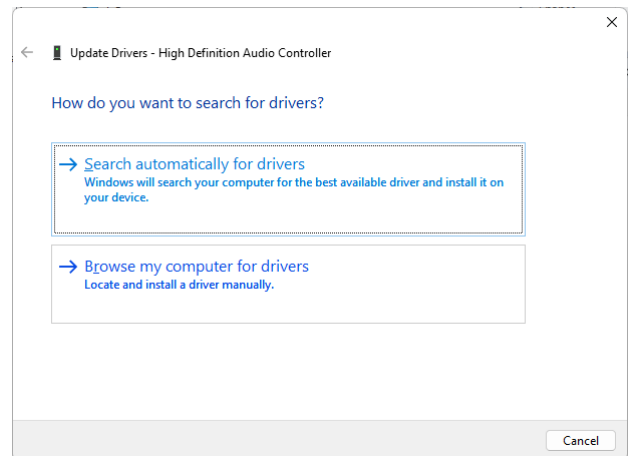 Update Drivers - High Definition Audio Controller
How do you want to search for drivers?
Search automatically for drivers
Windows will search your computer for the best available driver and install it on
your device.
Browse my computer for drivers
Locate and install a driver manually.
Cancel